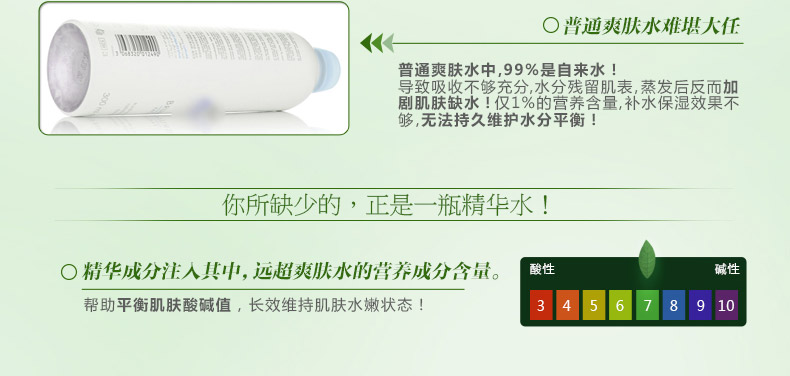 普通爽肤水难堪大任
普通爽肤水中,99%是自来水！
导致吸收不够充分,水分残留肌表,蒸发后反而加
剧肌肤缺水！仅1%的营养含量,补水保湿效果不
够,无法持久维护水分平衡！
你所缺少的，正是一瓶精华水！
精华成分注入其中,远超爽肤水的营养成分含量。
帮助平衡肌肤酸碱值，长效维持肌肤水嫩状态！
酸性 碱性
3 4 5 6 7 8 9 10